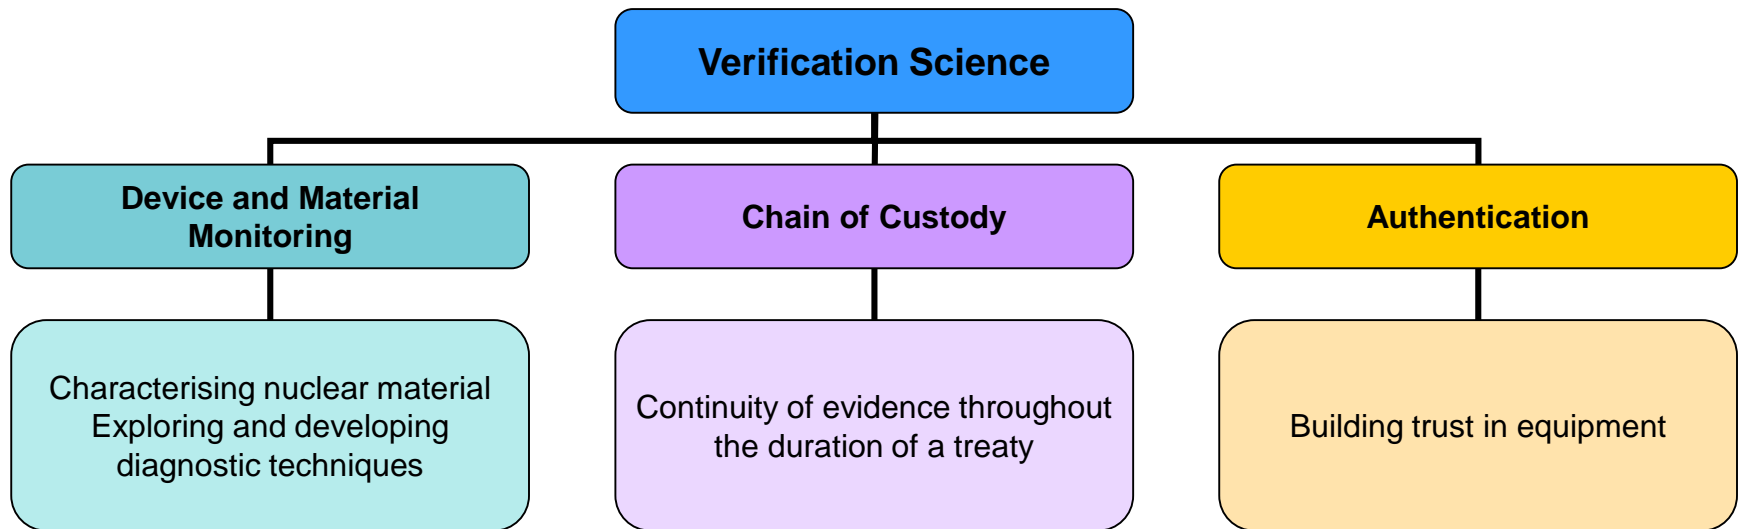 Verification Science
Device and Material
Monitoring
Chain of Custody
Authentication
Characterising nuclear material
Exploring and developing
diagnostic techniques
Continuity of evidence throughout
the duration of a treaty
Building trust in equipment